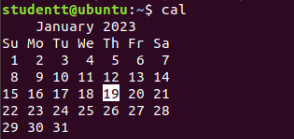 studentt@ubuntu:~$ cal
January 2023
Su Mo Tu We Th Fr Sa
1 2 3 4 5 6 7
8 9 10 11 12 13 14
15 16 17 18 19 20 21
22 23 24 25 26 27 28
29 30 31